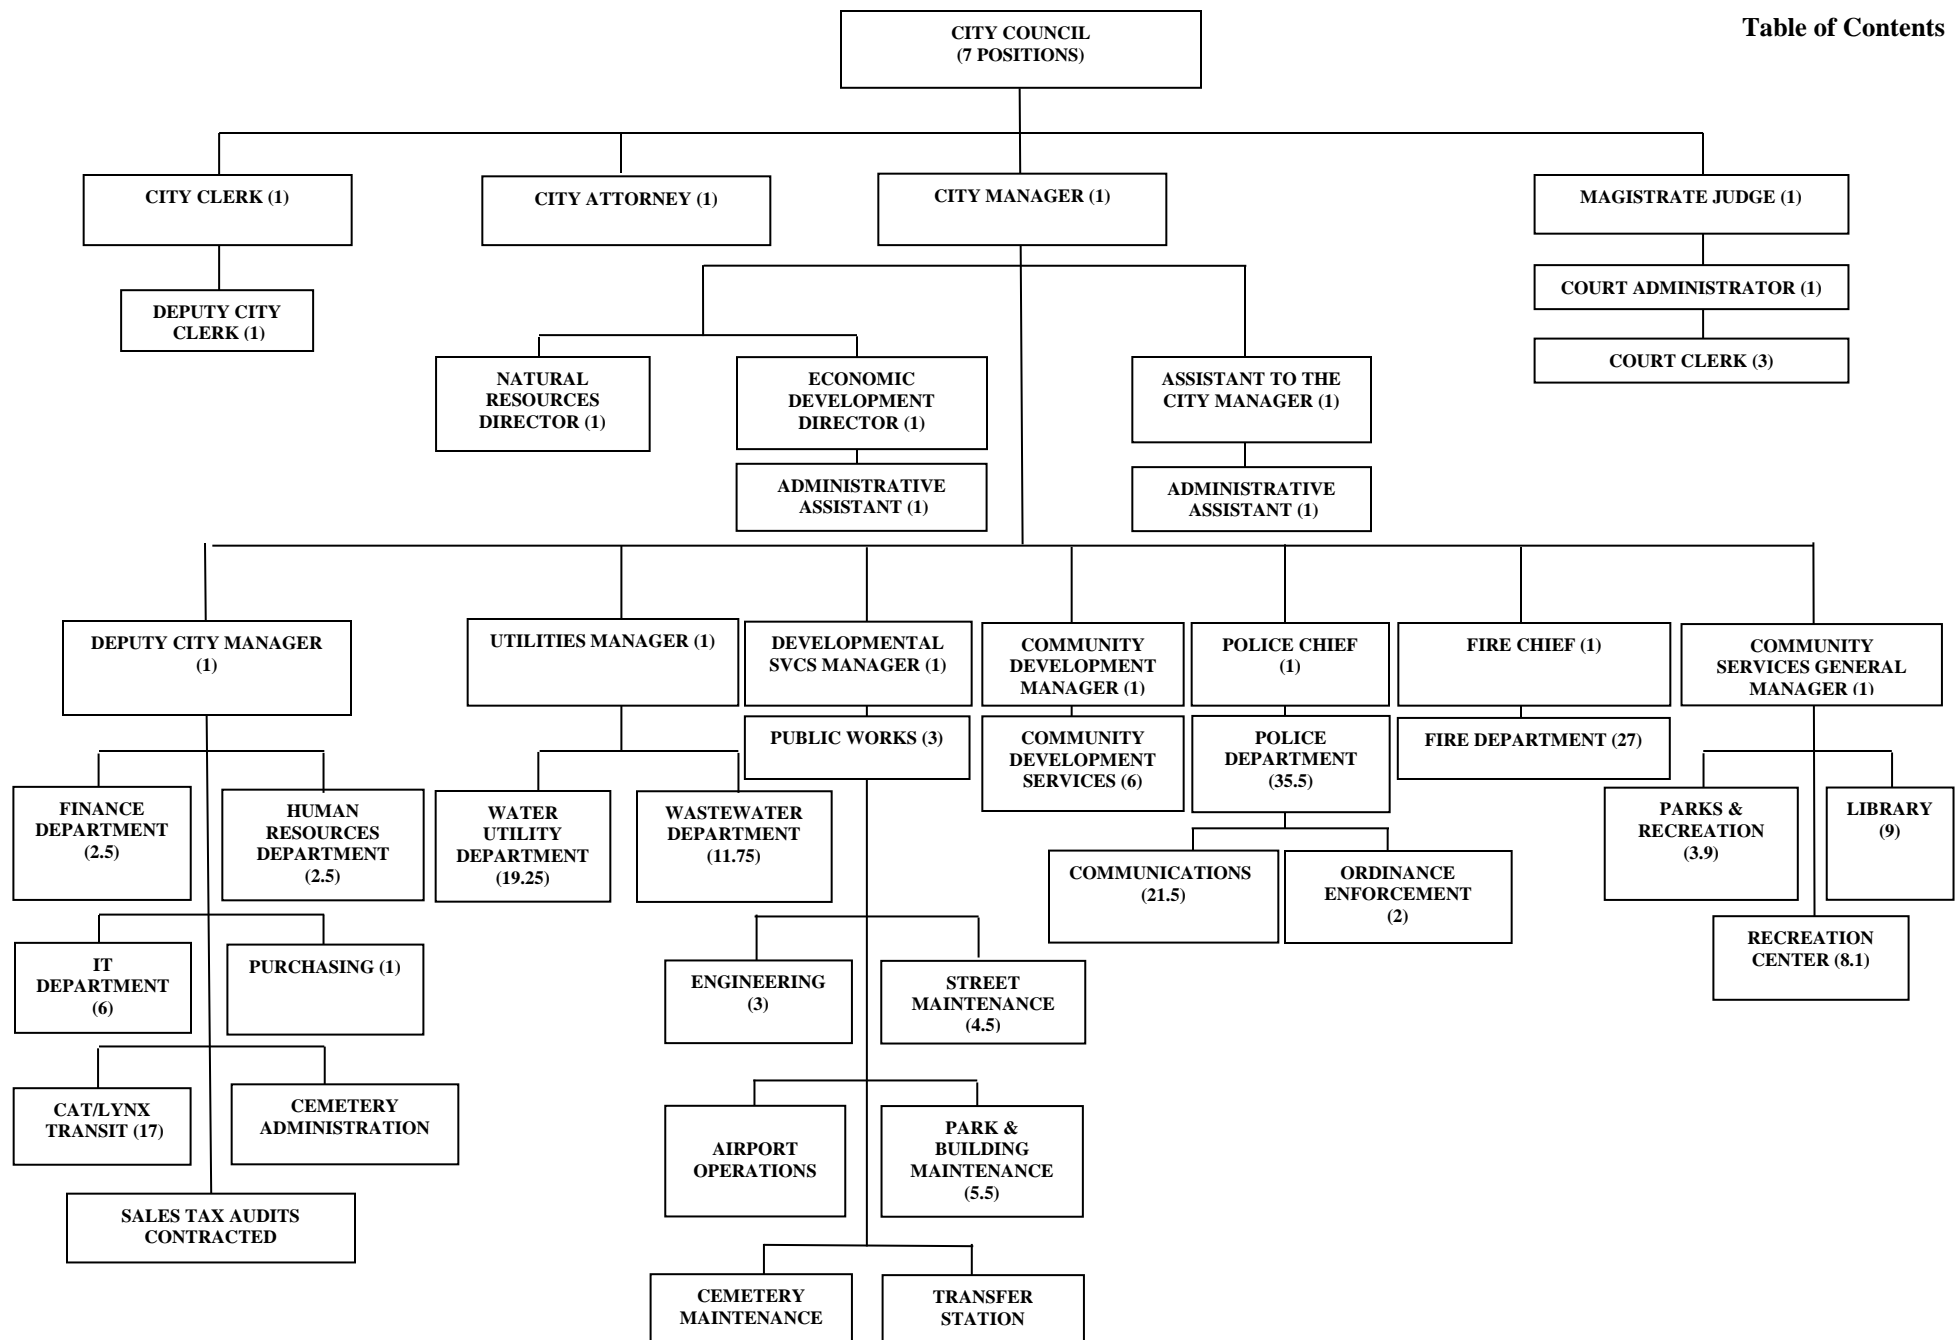 Table of Contents
CITY COUNCIL
(7 POSITIONS)
CITY CLERK (1)
CITY ATTORNEY (1)
CITY MANAGER (1)
MAGISTRATE JUDGE (1)
DEPUTY CITY
CLERK (1)
COURT ADMINISTRATOR (1)
COURT CLERK (3)
NATURAL
RESOURCES
DIRECTOR (1)
ECONOMIC
DEVELOPMENT
DIRECTOR (1)
ASSISTANT TO THE
CITY MANAGER (1)
ADMINISTRATIVE
ASSISTANT (1)
ADMINISTRATIVE
ASSISTANT (1)
DEPUTY CITY MANAGER
(1)
UTILITIES MANAGER (1)
DEVELOPMENTAL
SVCS MANAGER (1)
COMMUNITY
DEVELOPMENT
MANAGER (1)
POLICE CHIEF
(1)
FIRE CHIEF (1)
COMMUNITY
SERVICES GENERAL
MANAGER (1)
PUBLIC WORKS (3)
COMMUNITY
DEVELOPMENT
SERVICES (6)
POLICE
DEPARTMENT
(35.5)
FIRE DEPARTMENT (27)
FINANCE
DEPARTMENT
(2.5)
HUMAN
RESOURCES
DEPARTMENT
(2.5)
WATER
UTILITY
DEPARTMENT
(19.25)
WASTEWATER
DEPARTMENT
(11.75)
PARKS &
RECREATION
(3.9)
LIBRARY
(9)
COMMUNICATIONS
(21.5)
ORDINANCE
ENFORCEMENT
(2)
RECREATION
CENTER (8.1)
IT
DEPARTMENT
(6)
PURCHASING (1)
ENGINEERING
(3)
STREET
MAINTENANCE
(4.5)
CAT/LYNX
TRANSIT (17)
CEMETERY
ADMINISTRATION
AIRPORT
OPERATIONS
PARK &
BUILDING
MAINTENANCE
(5.5)
SALES TAX AUDITS
CONTRACTED
CEMETERY
MAINTENANCE
TRANSFER
STATION